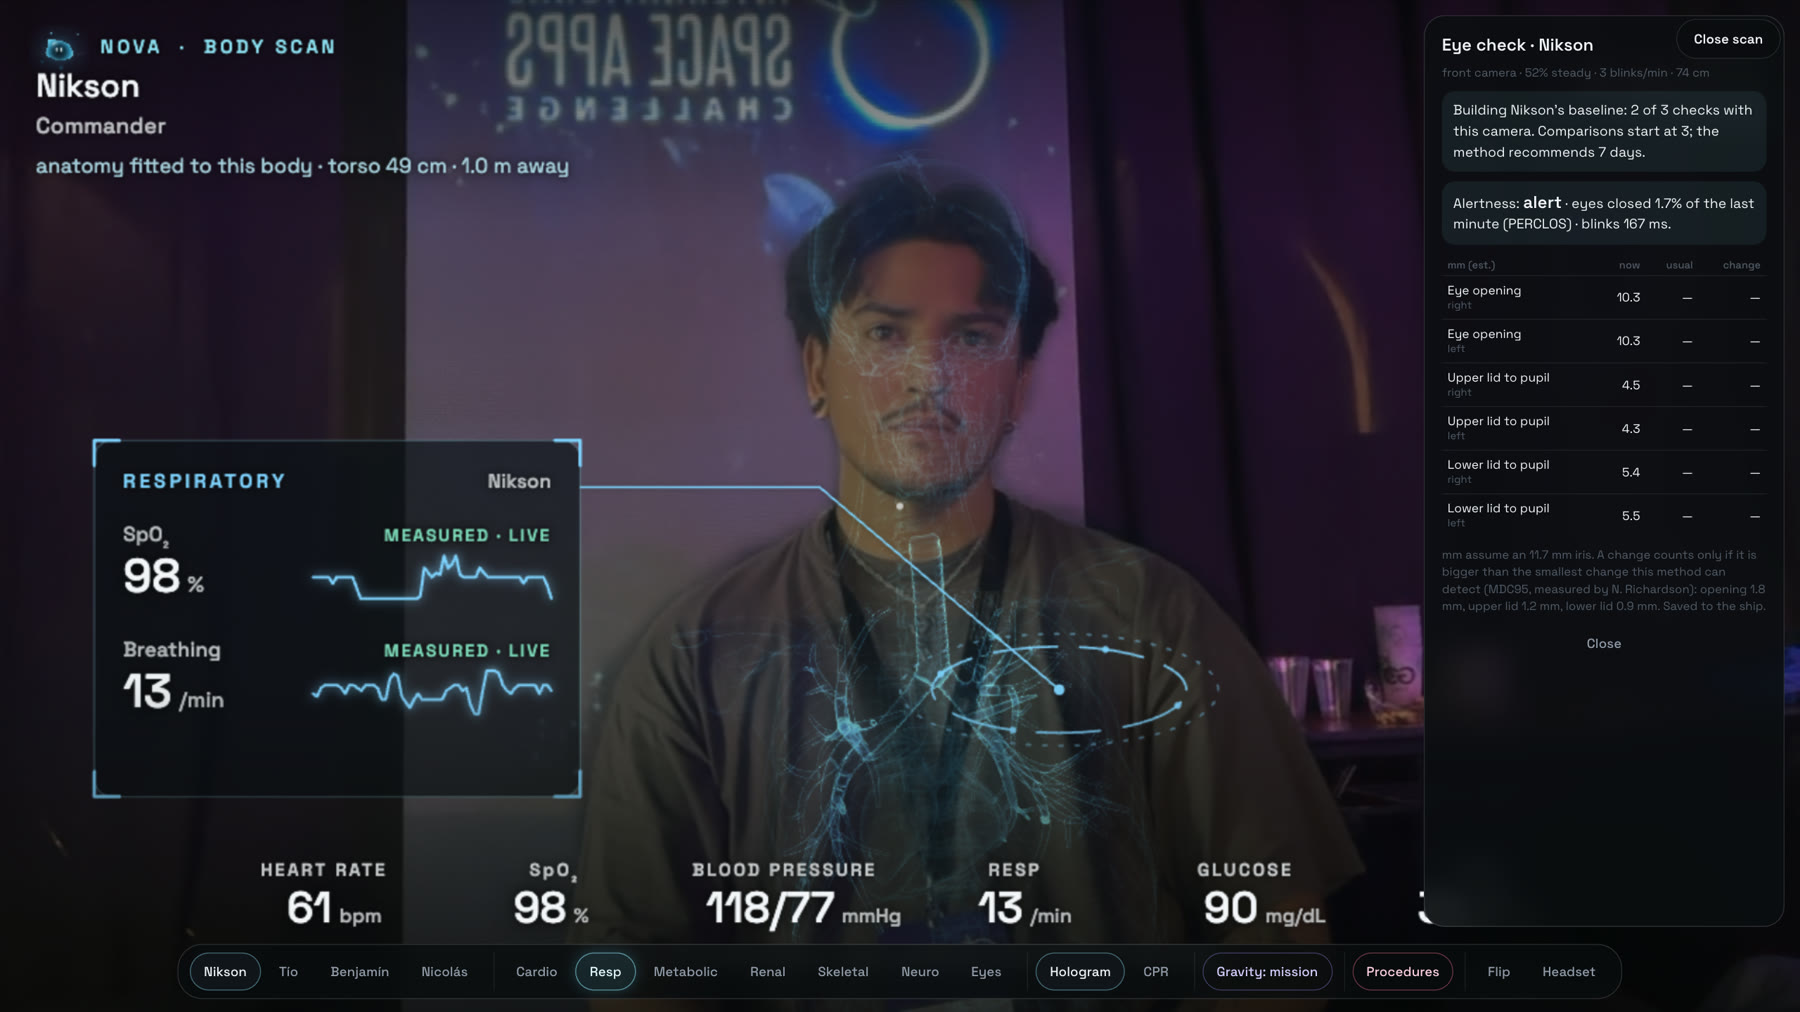 NOVA · BODY SCAN
Nikson
Commander
anatomy fitted to this body · torso 49 cm · 1.0 m away
SPACE APPS
CHALLENGE
RESPIRATORY
Nikson
SpO₂
MEASURED · LIVE
98 %
Breathing
MEASURED · LIVE
13 /min
HEART RATE
61 bpm
SpO₂
98 %
BLOOD PRESSURE
118/77 mmHg
RESP
13 /min
GLUCOSE
90 mg/dL
Eye check · Nikson
Close scan
front camera · 52% steady · 3 blinks/min · 74 cm
Building Nikson's baseline: 2 of 3 checks with
this camera. Comparisons start at 3; the
method recommends 7 days.
Alertness: alert · eyes closed 1.7% of the last
minute (PERCLOS) · blinks 167 ms.
mm (est.) now usual change
Eye opening
right
10.3 — —
Eye opening
left
10.3 — —
Upper lid to pupil
right
4.5 — —
Upper lid to pupil
left
4.3 — —
Lower lid to pupil
right
5.4 — —
Lower lid to pupil
left
5.5 — —
mm assume an 11.7 mm iris. A change counts only if it is
bigger than the smallest change this method can
detect (MDC95, measured by N. Richardson): opening 1.8
mm, upper lid 1.2 mm, lower lid 0.9 mm. Saved to the ship.
Close
Nikson Tío Benjamín Nicolás Cardio Resp Metabolic Renal Skeletal Neuro Eyes Hologram CPR Gravity: mission Procedures Flip Headset